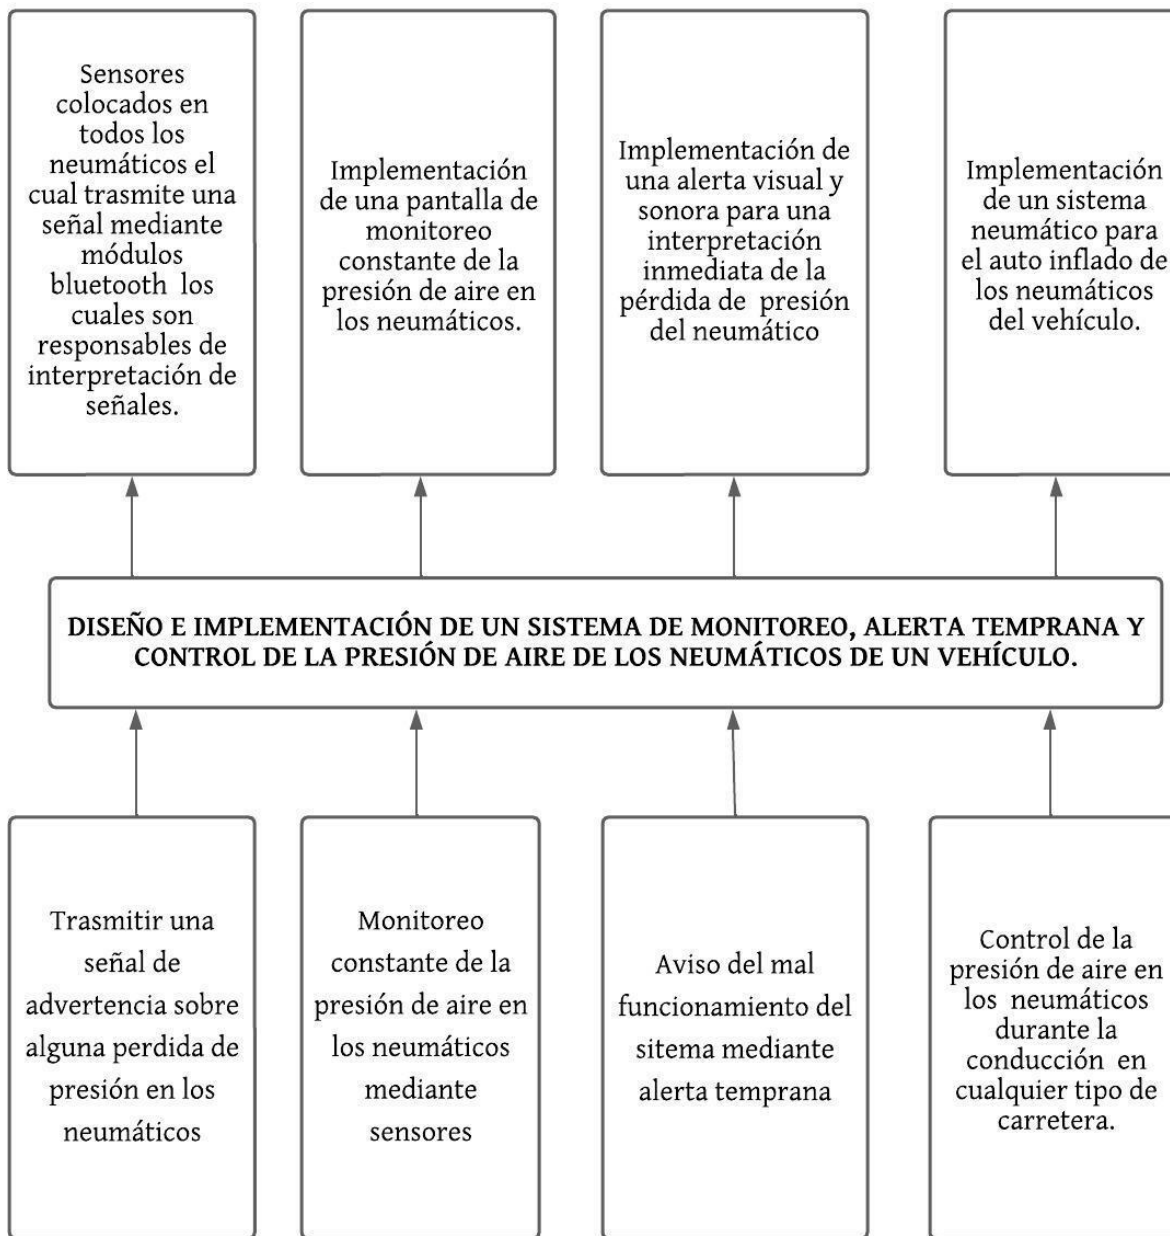 Sensores
colocados en
todos los
neumáticos el
cual trasmite una
señal mediante
módulos
bluetooth los
cuales son
responsables de
interpretación de
señales.
Implementación
de una pantalla de
monitoreo
constante de la
presión de aire en
los neumáticos.
Implementación de
una alerta visual y
sonora para una
interpretación
inmediata de la
pérdida de presión
del neumático
Implementación
de un sistema
neumático para
el auto inflado de
los neumáticos
del vehículo.
DISEÑO E IMPLEMENTACIÓN DE UN SISTEMA DE MONITOREO, ALERTA TEMPRANA Y
CONTROL DE LA PRESIÓN DE AIRE DE LOS NEUMÁTICOS DE UN VEHÍCULO.
Trasmitir una
señal de
advertencia sobre
alguna perdida de
presión en los
neumáticos
Monitoreo
constante de la
presión de aire en
los neumáticos
mediante
sensores
Aviso del mal
funcionamiento del
sitema mediante
alerta temprana
Control de la
presión de aire en
los neumáticos
durante la
conducción en
cualquier tipo de
carretera.